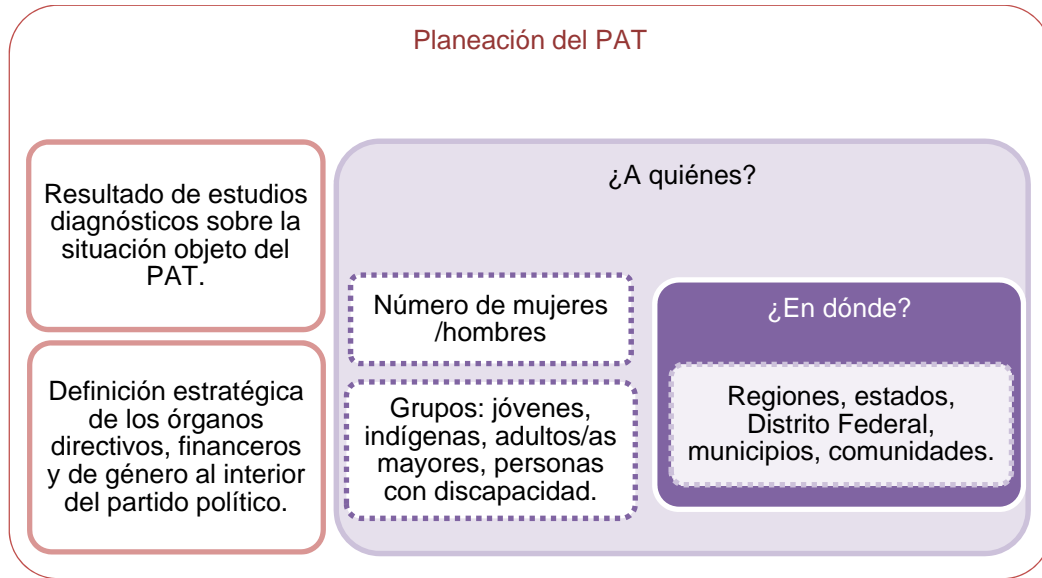 Planeación del PAT
Resultado de estudios
diagnósticos sobre la
situación objeto del
PAT.
Definición estratégica
de los órganos
directivos, financieros
y de género al interior
del partido político.
¿A quiénes?
Número de mujeres
/hombres
Grupos: jóvenes,
indígenas, adultos/as
mayores, personas
con discapacidad.
¿En dónde?
Regiones, estados,
Distrito Federal,
municipios, comunidades.